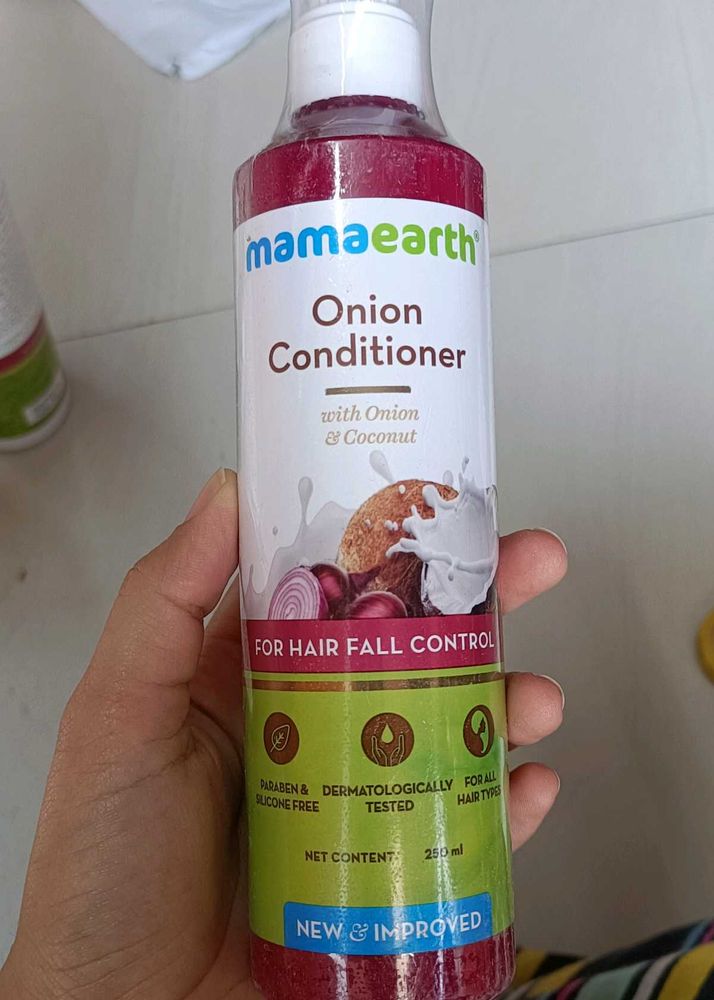 mamaearth®
Onion
Conditioner
with Onion
& Coconut
FOR HAIR FALL CONTROL
PARABEN &
SILICONE FREE
DERMATOLOGICALLY
TESTED
FOR ALL
HAIR TYPES
NET CONTENT: 250 ml
NEW & IMPROVED